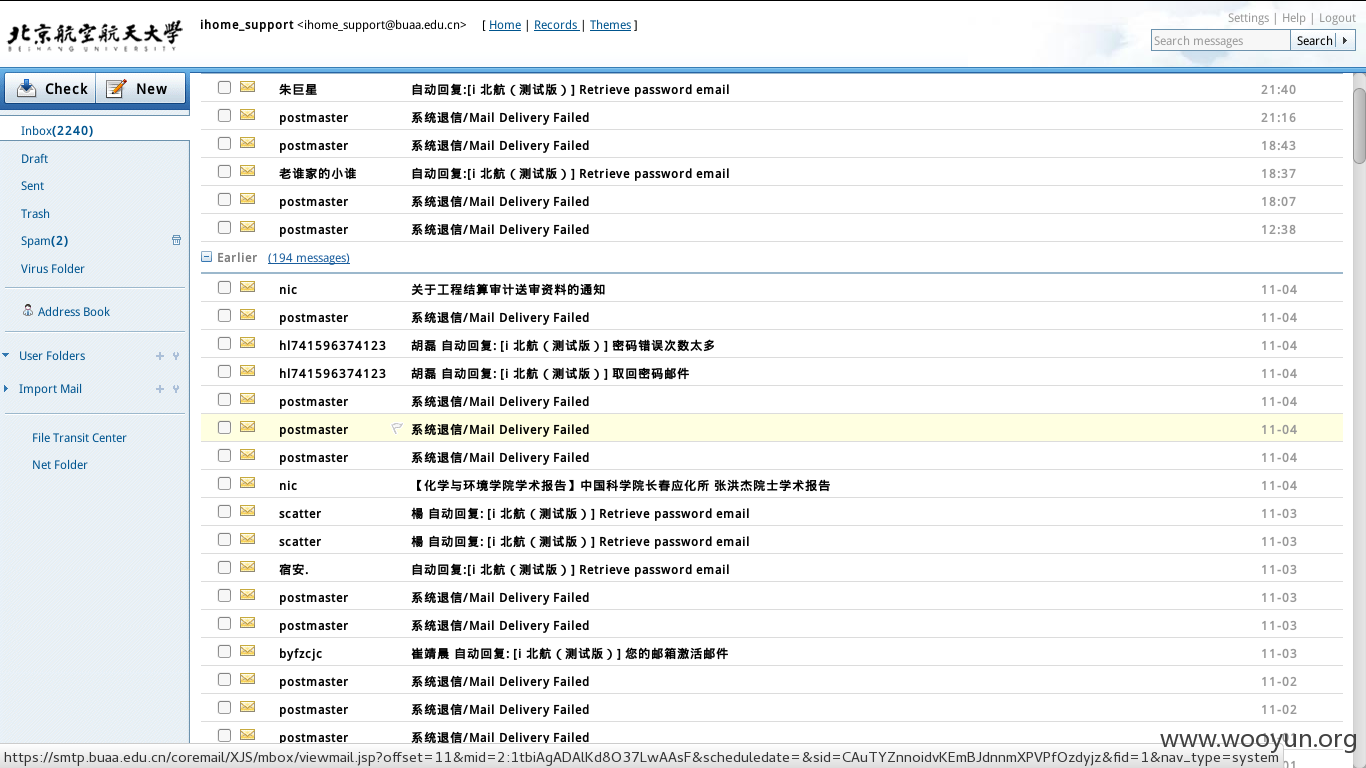 北京航空航天大學
BEIHANG UNIVERSITY
ihome_support <ihome_support@buaa.edu.cn> [ Home | Records | Themes ]
Settings | Help | Logout
Search messages Search
Check New
Inbox(2240)
Draft
Sent
Trash
Spam(2)
Virus Folder
Address Book
User Folders
Import Mail
File Transit Center
Net Folder
朱巨星 自动回复:[i 北航（测试版）] Retrieve password email 21:40
postmaster 系统退信/Mail Delivery Failed 21:16
postmaster 系统退信/Mail Delivery Failed 18:43
老谁家的小谁 自动回复:[i 北航（测试版）] Retrieve password email 18:37
postmaster 系统退信/Mail Delivery Failed 18:07
postmaster 系统退信/Mail Delivery Failed 12:38
Earlier (194 messages)
nic 关于工程结算审计送审资料的通知 11-04
postmaster 系统退信/Mail Delivery Failed 11-04
hl741596374123 胡磊 自动回复: [i 北航（测试版）] 密码错误次数太多 11-04
hl741596374123 胡磊 自动回复: [i 北航（测试版）] 取回密码邮件 11-04
postmaster 系统退信/Mail Delivery Failed 11-04
postmaster 系统退信/Mail Delivery Failed 11-04
postmaster 系统退信/Mail Delivery Failed 11-04
nic 【化学与环境学院学术报告】中国科学院长春应化所 张洪杰院士学术报告 11-04
scatter 楊 自动回复: [i 北航（测试版）] Retrieve password email 11-03
scatter 楊 自动回复: [i 北航（测试版）] Retrieve password email 11-03
宿安. 自动回复:[i 北航（测试版）] Retrieve password email 11-03
postmaster 系统退信/Mail Delivery Failed 11-03
postmaster 系统退信/Mail Delivery Failed 11-03
byfzcjc 崔靖晨 自动回复: [i 北航（测试版）] 您的邮箱激活邮件 11-03
postmaster 系统退信/Mail Delivery Failed 11-02
postmaster 系统退信/Mail Delivery Failed 11-02
postmaster 系统退信/Mail Delivery Failed
www.wooyun.org
https://smtp.buaa.edu.cn/coremail/XJS/mbox/viewmail.jsp?offset=11&mid=2:1tbiAgADAlKd8O37LwAAsF&scheduledate=&sid=CAuTYZnnoidvKEmBJdnnmXPVPfOzdyjz&fid=1&nav_type=system